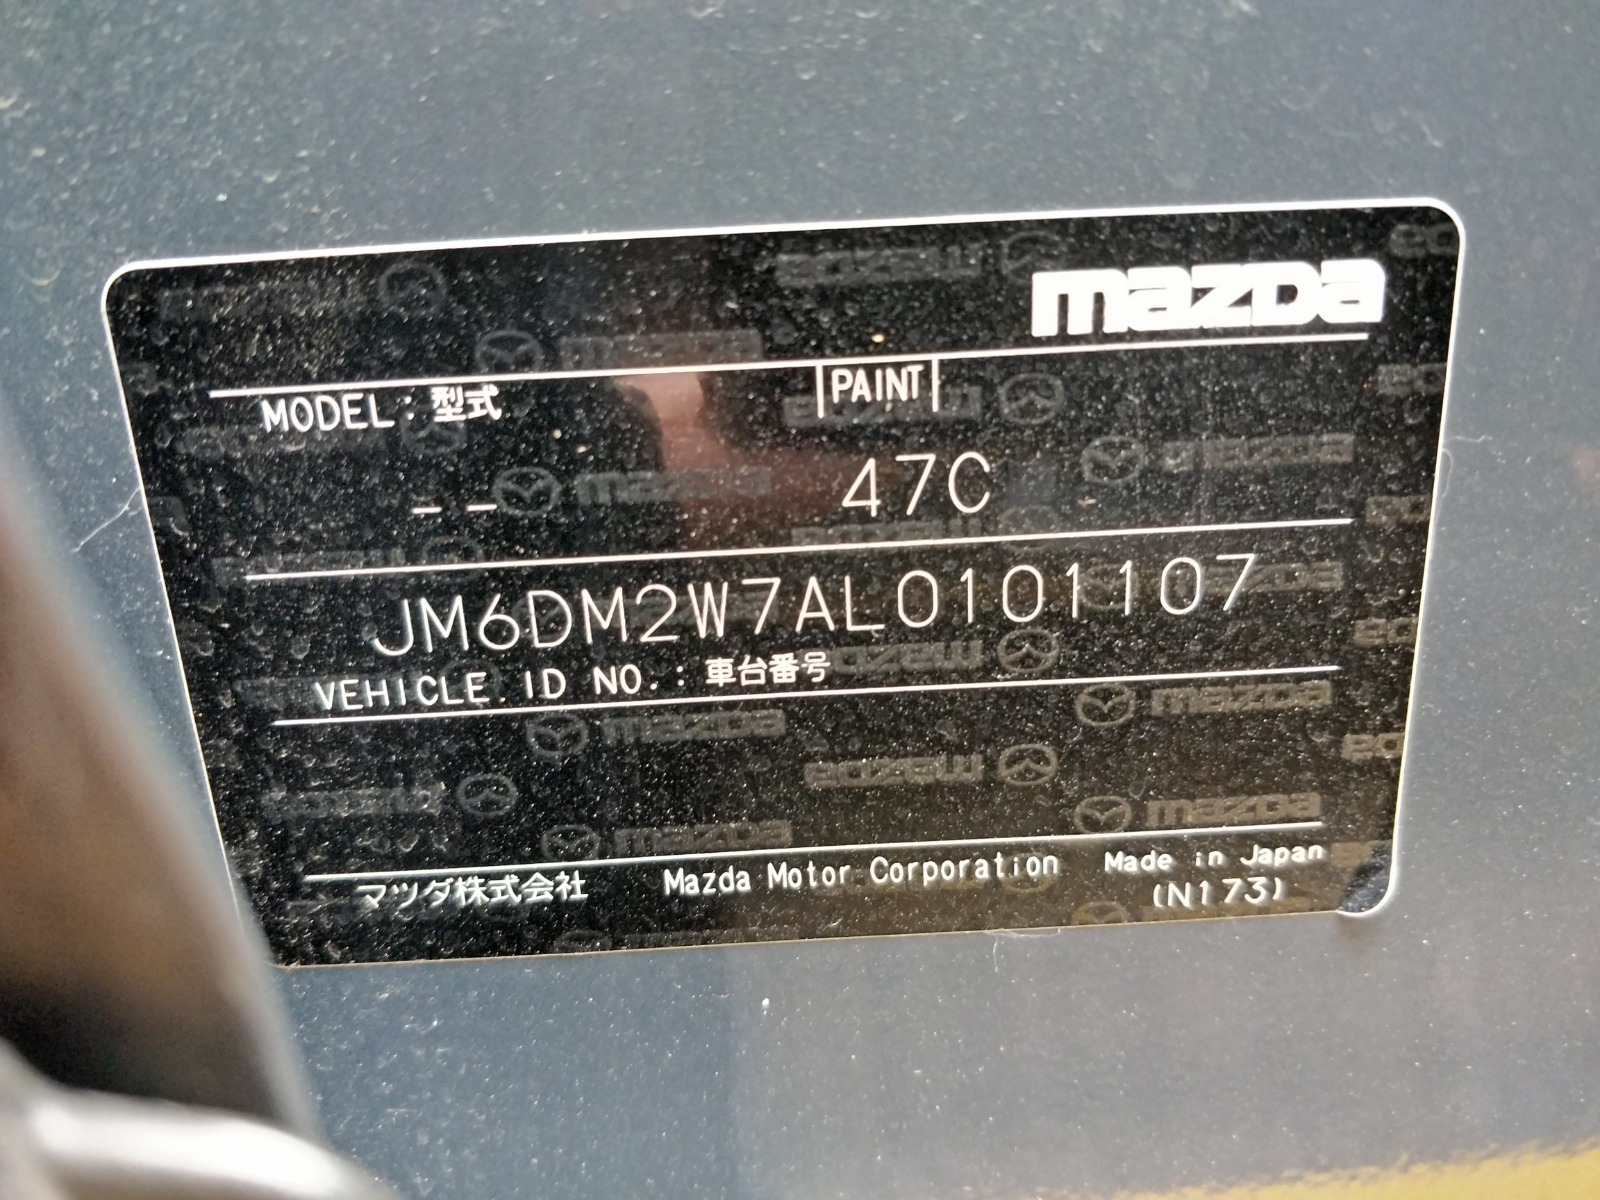 mazda
MODEL: 型式 PAINT
-- 47C
JM6DM2W7AL0101107
VEHICLE ID NO.: 車台番号
マツダ株式会社 Mazda Motor Corporation Made in Japan
(N173)